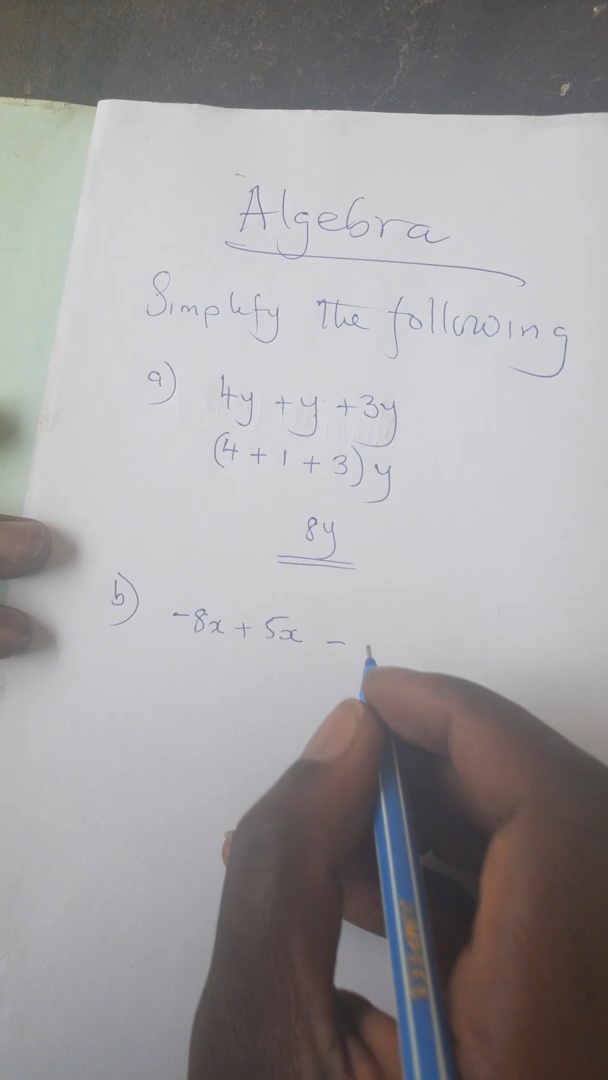 Algebra
Simplify the following
a) 4y + y + 3y
(4 + 1 + 3) y
8y
b) -8x + 5x -